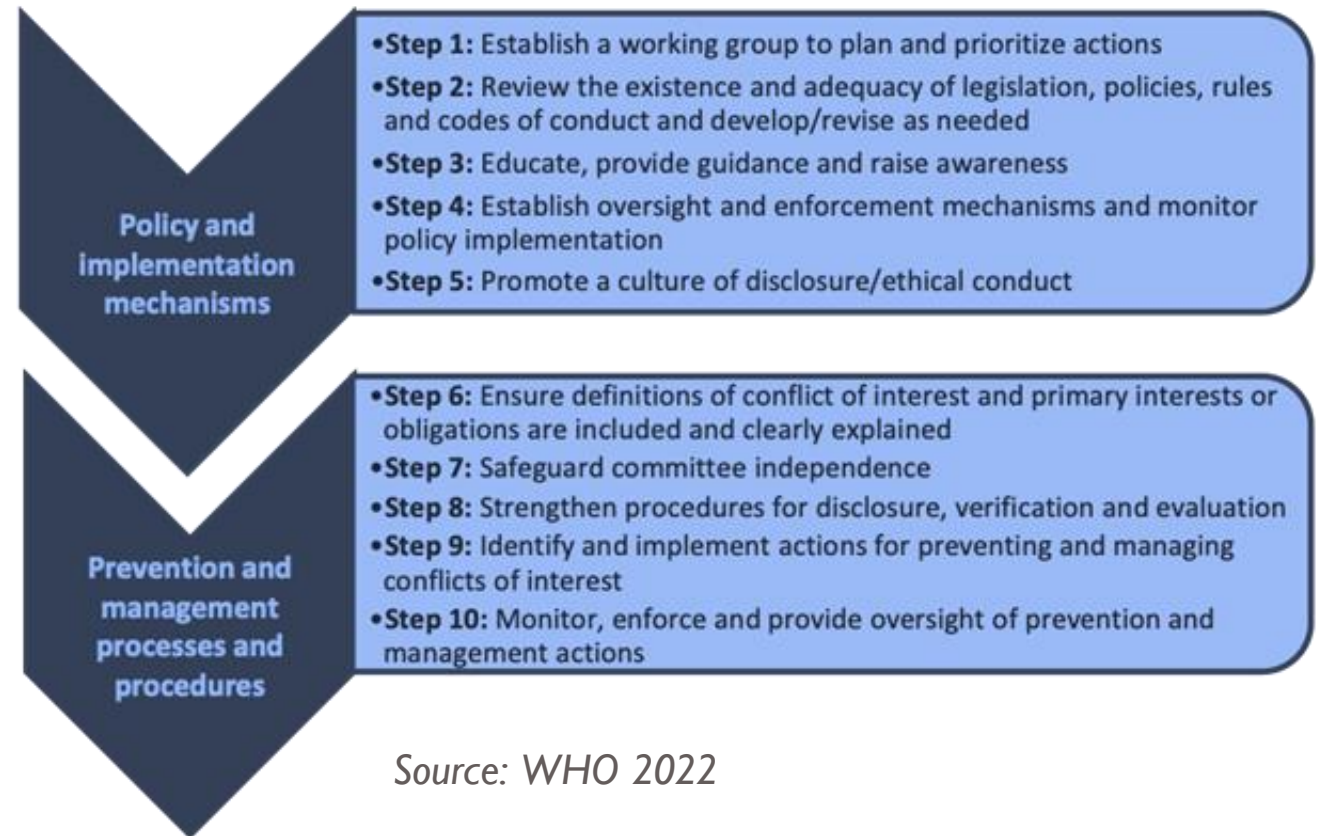 Policy and
implementation
mechanisms
•Step 1: Establish a working group to plan and prioritize actions
•Step 2: Review the existence and adequacy of legislation, policies, rules
and codes of conduct and develop/revise as needed
•Step 3: Educate, provide guidance and raise awareness
•Step 4: Establish oversight and enforcement mechanisms and monitor
policy implementation
•Step 5: Promote a culture of disclosure/ethical conduct
Prevention and
management
processes and
procedures
•Step 6: Ensure definitions of conflict of interest and primary interests or
obligations are included and clearly explained
•Step 7: Safeguard committee independence
•Step 8: Strengthen procedures for disclosure, verification and evaluation
•Step 9: Identify and implement actions for preventing and managing
conflicts of interest
•Step 10: Monitor, enforce and provide oversight of prevention and
management actions
Source: WHO 2022